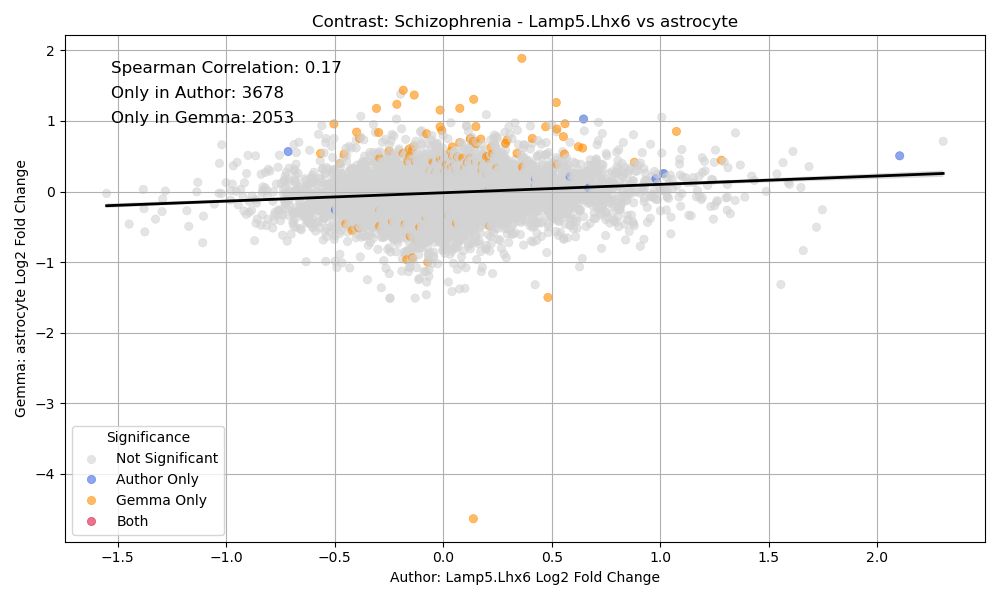 Contrast: Schizophrenia - Lamp5.Lhx6 vs astrocyte
Spearman Correlation: 0.17
Only in Author: 3678
Only in Gemma: 2053
Gemma: astrocyte Log2 Fold Change
2
1
0
−1
−2
−3
−4
Significance
Not Significant
Author Only
Gemma Only
Both
−1.5
−1.0
−0.5
0.0
0.5
1.0
1.5
2.0
Author: Lamp5.Lhx6 Log2 Fold Change